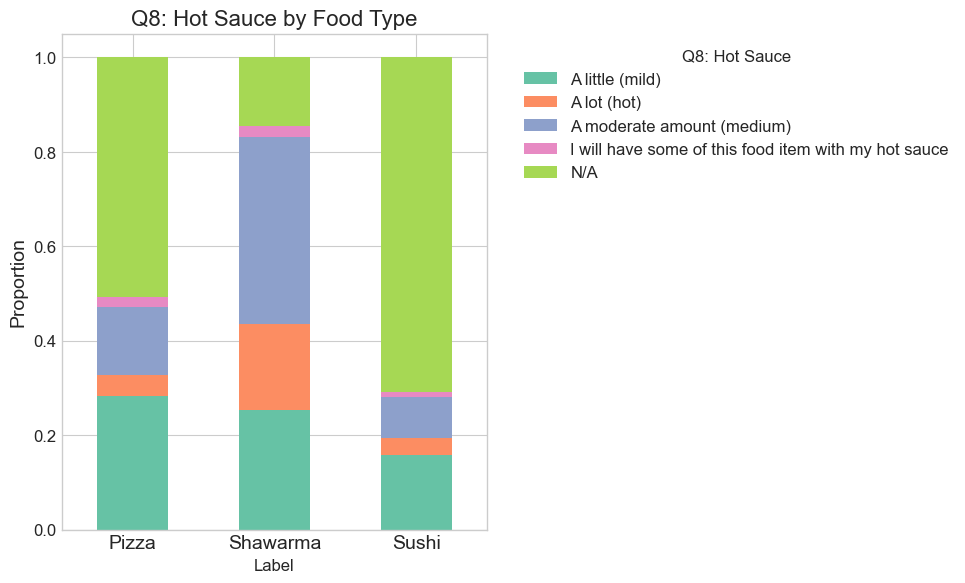 Q8: Hot Sauce by Food Type
1.0
0.8
0.6
0.4
0.2
0.0
Proportion
Pizza
Shawarma
Sushi
Label
Q8: Hot Sauce
A little (mild)
A lot (hot)
A moderate amount (medium)
I will have some of this food item with my hot sauce
N/A